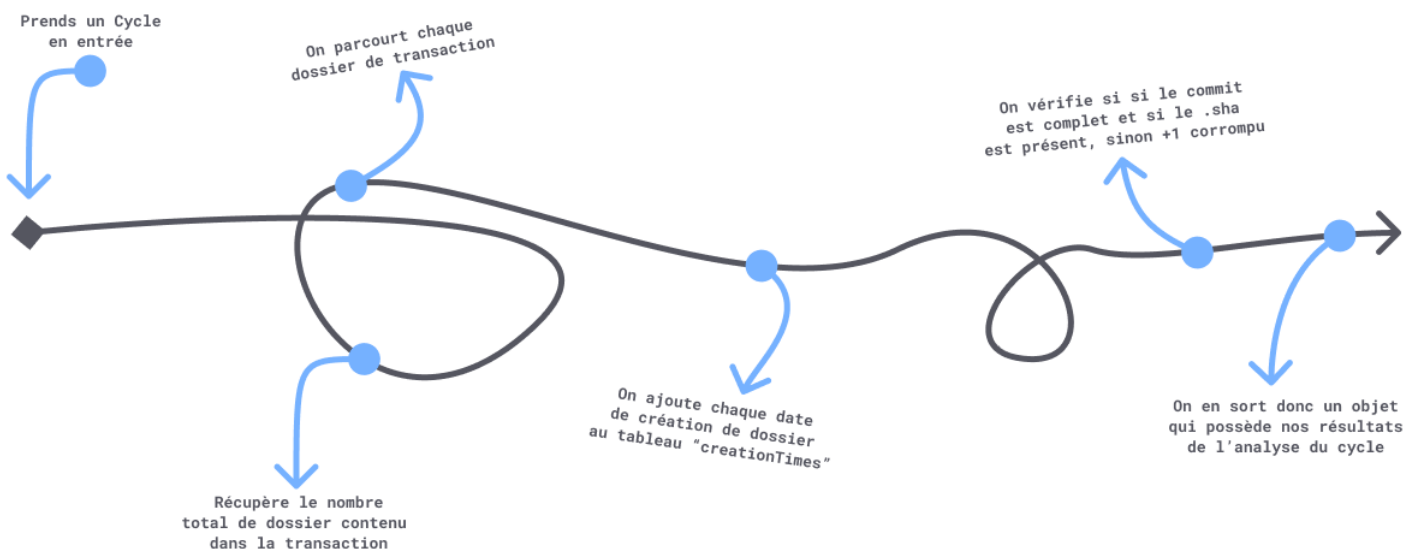 Prends un Cycle
en entrée
On parcourt chaque
dossier de transaction
On vérifie si si le commit
est complet et si le .sha
est présent, sinon +1 corrompu
On ajoute chaque date
de création de dossier
au tableau “creationTimes”
On en sort donc un objet
qui possède nos résultats
de l’analyse du cycle
Récupère le nombre
total de dossier contenu
dans la transaction